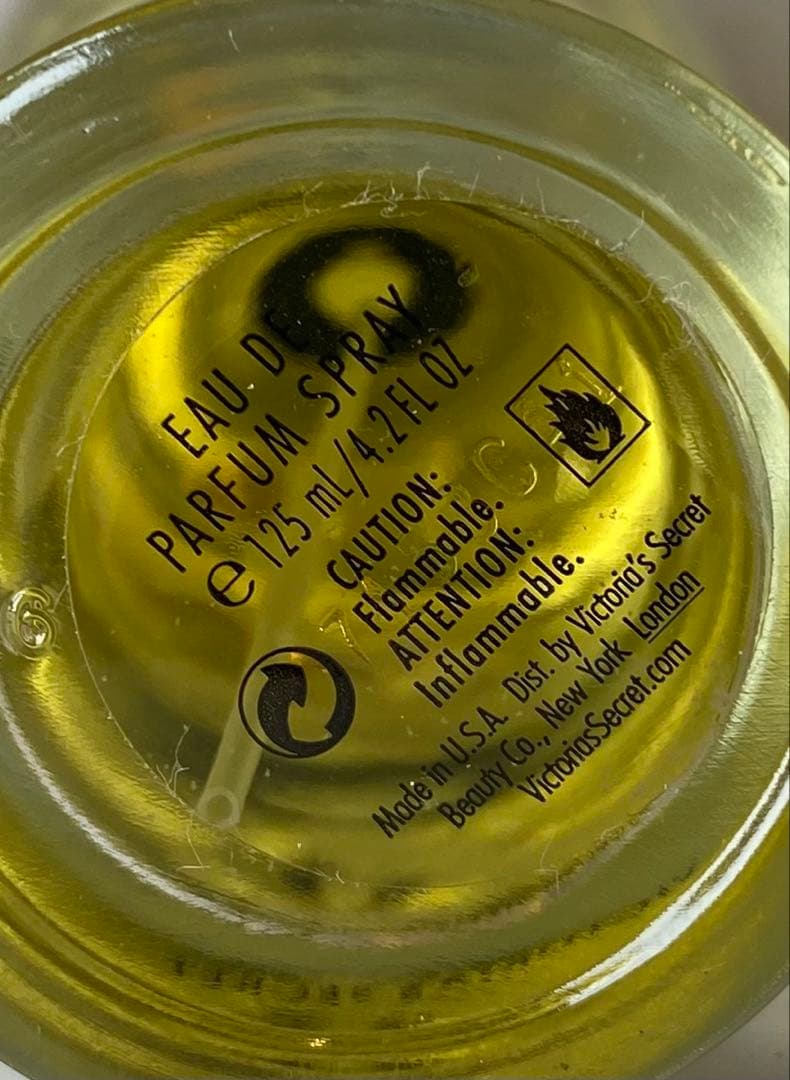 EAU DE
PARFUM SPRAY
℮ 125 mL/4.2 FL OZ
CAUTION:
Flammable.
ATTENTION:
Inflammable.
Made in U.S.A. Dist. by Victoria's Secret
Beauty Co., New York London
VictoriasSecret.com
6